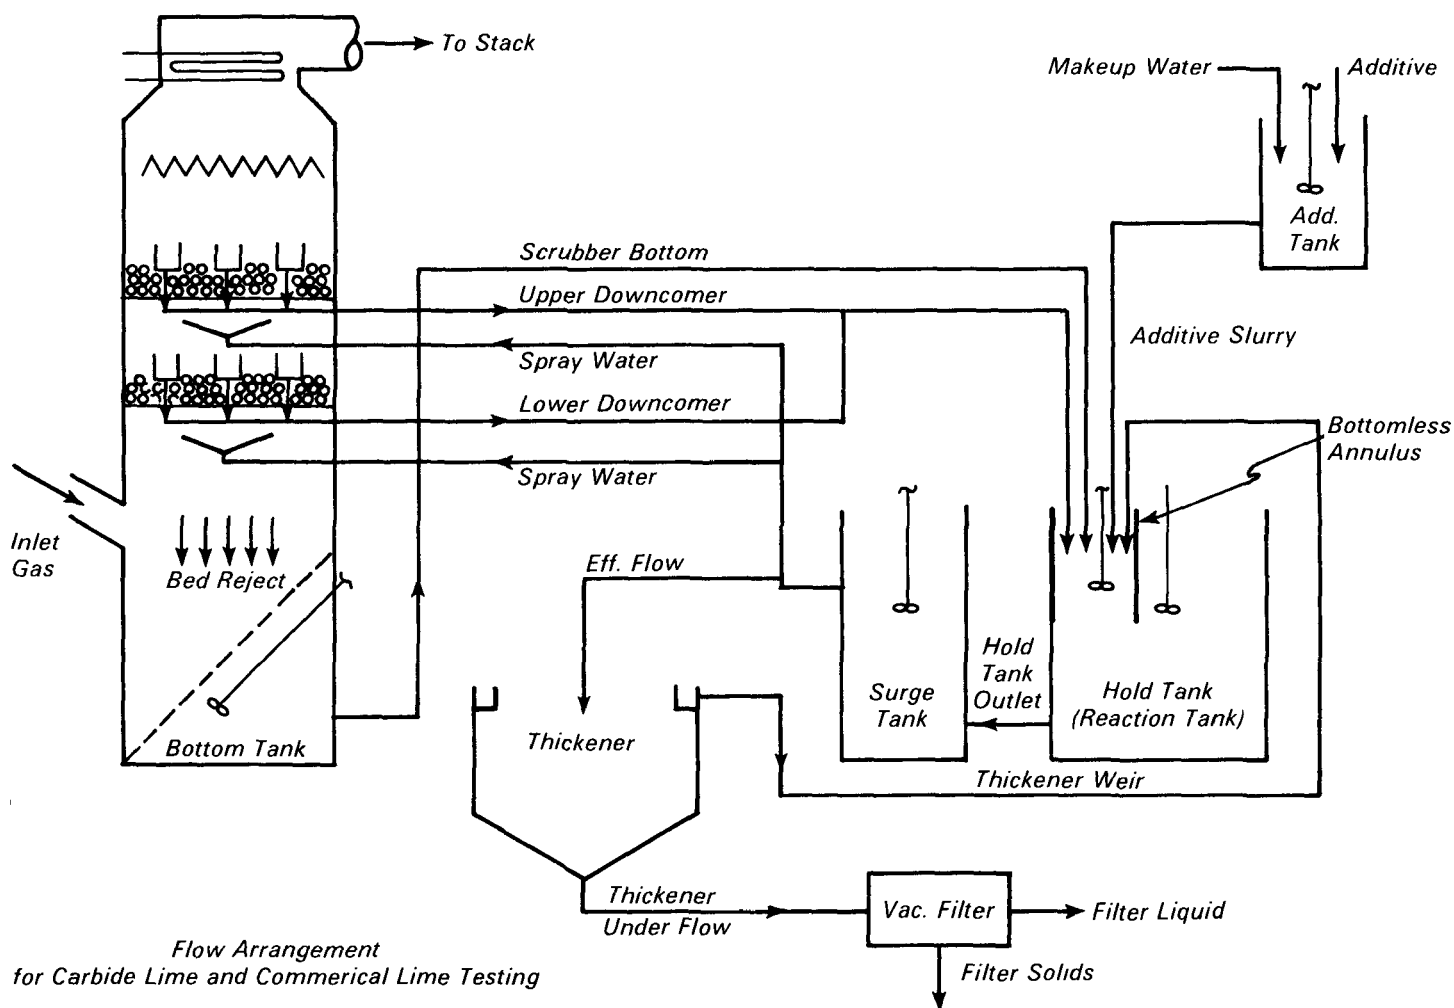 To Stack
Makeup Water
Additive
Add.
Tank
Scrubber Bottom
Upper Downcomer
Additive Slurry
Spray Water
Lower Downcomer
Bottomless
Annulus
Spray Water
Inlet
Gas
Bed Reject
Eff. Flow
Hold
Tank
Outlet
Surge
Tank
Hold Tank
(Reaction Tank)
Thickener
Bottom Tank
Thickener Weir
Thickener
Under Flow
Vac. Filter
Filter Liquid
Filter Solids
Flow Arrangement
for Carbide Lime and Commerical Lime Testing